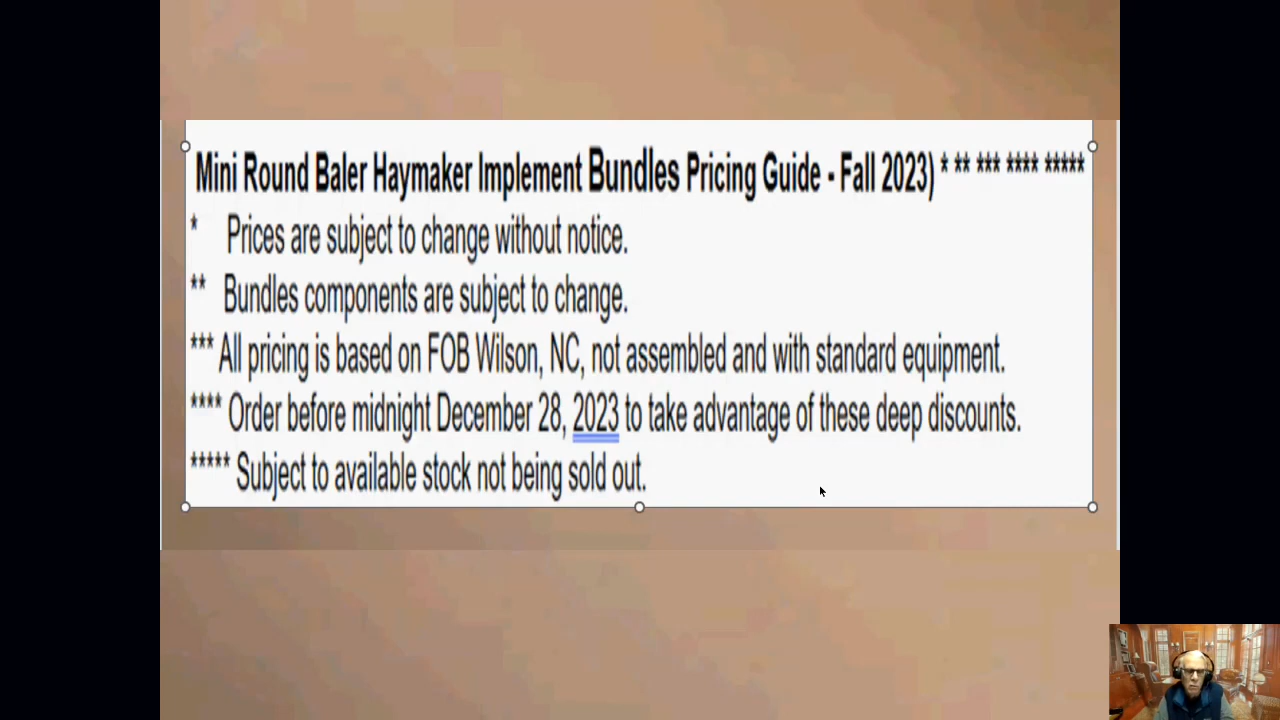 Mini Round Baler Haymaker Implement Bundles Pricing Guide - Fall 2023) * ** *** **** *****
* Prices are subject to change without notice.
** Bundles components are subject to change.
*** All pricing is based on FOB Wilson, NC, not assembled and with standard equipment.
**** Order before midnight December 28, 2023 to take advantage of these deep discounts.
***** Subject to available stock not being sold out.